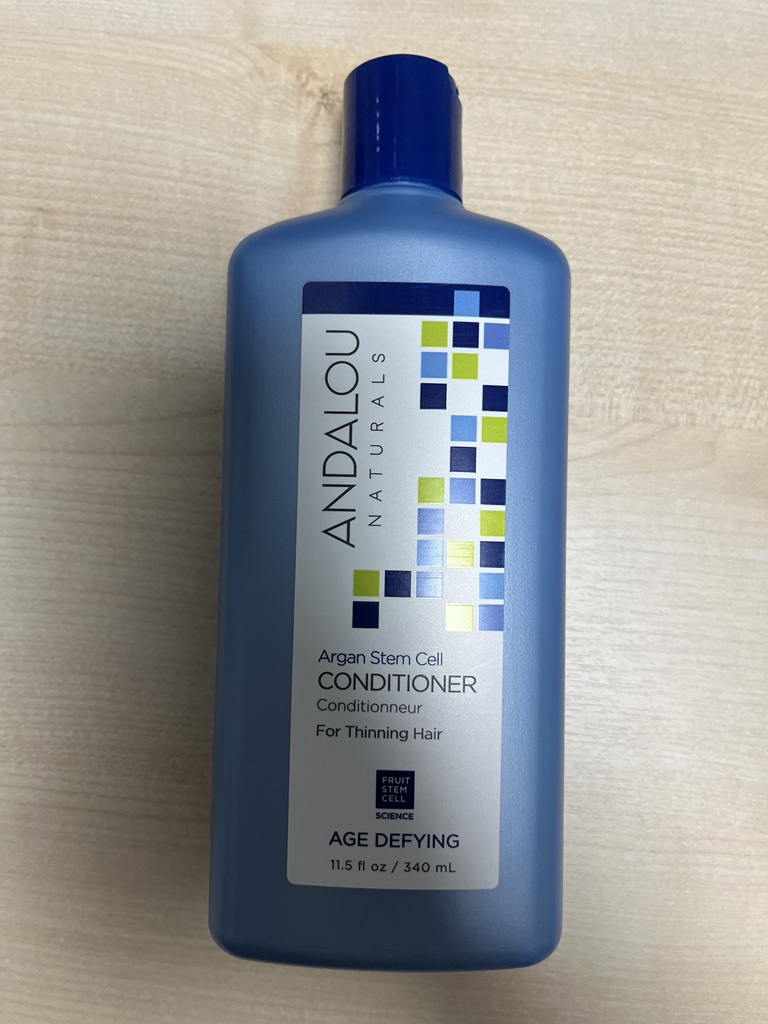 ANDALOU
NATURALS
Argan Stem Cell
CONDITIONER
Conditionneur
For Thinning Hair
FRUIT
STEM
CELL
SCIENCE
AGE DEFYING
11.5 fl oz / 340 mL